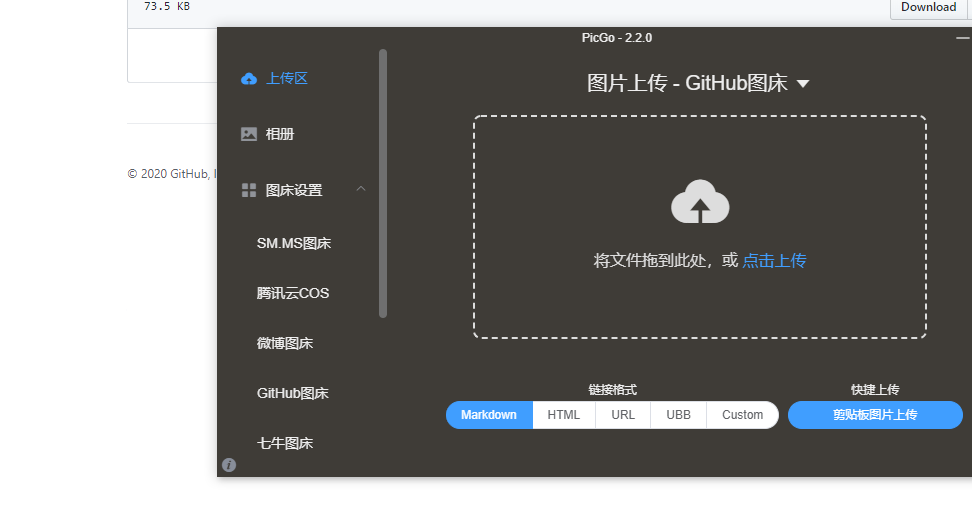 73.5 KB
Download
PicGo - 2.2.0
上传区
相册
图床设置
SM.MS图床
腾讯云COS
微博图床
GitHub图床
七牛图床
图片上传 - GitHub图床
将文件拖到此处，或 点击上传
链接格式
Markdown HTML URL UBB Custom
快捷上传
剪贴板图片上传
© 2020 GitHub, I